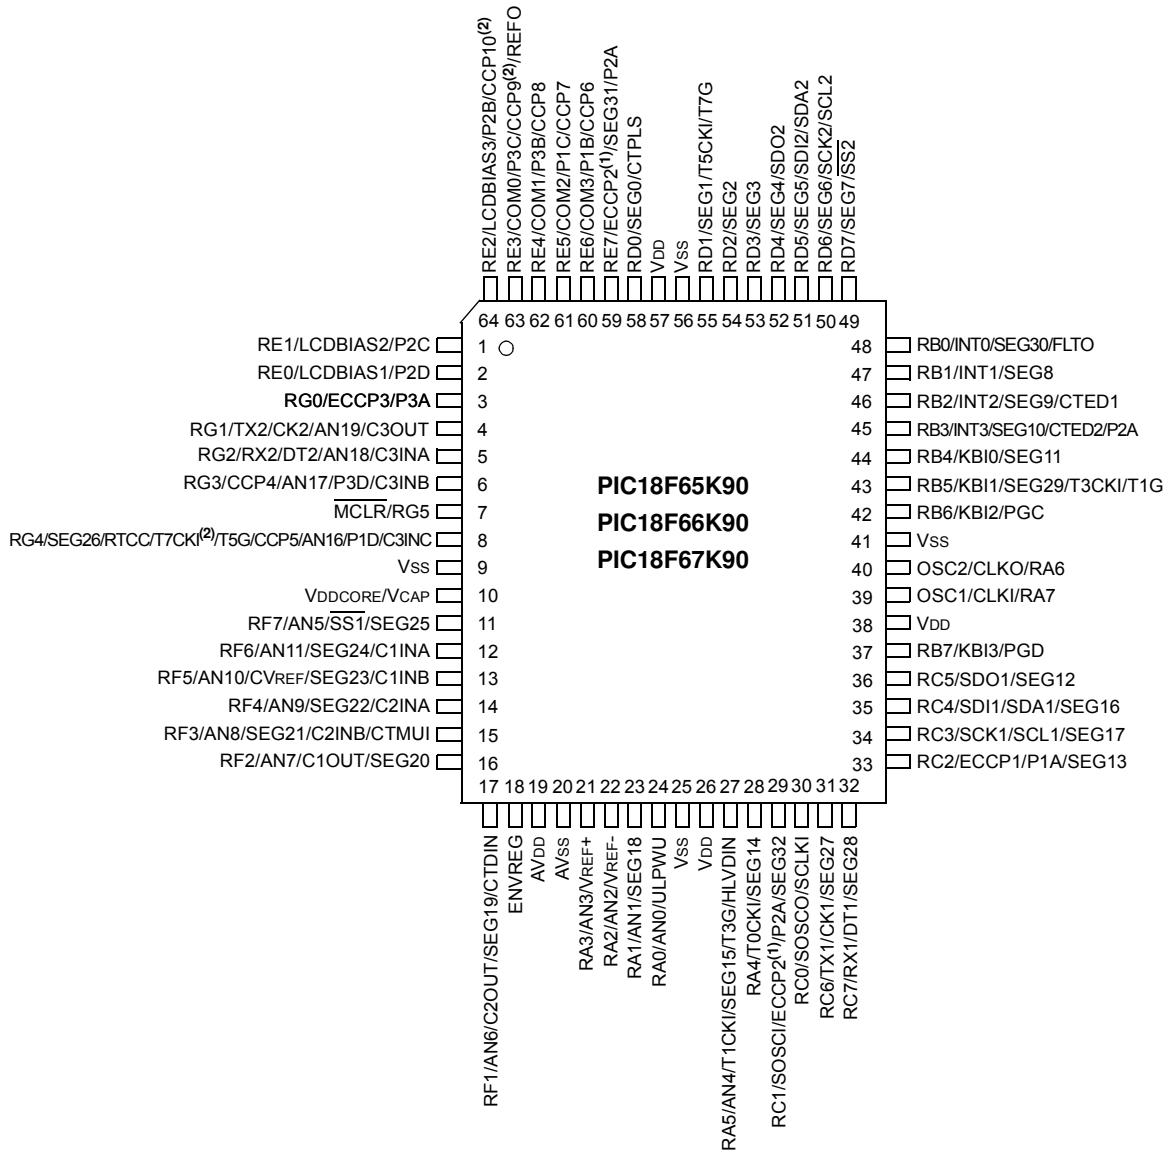 RE2/LCDBIAS3/P2B/CCP10(2)
RE3/COM0/P3C/CCP9(2)/REFO
RE4/COM1/P3B/CCP8
RE5/COM2/P1C/CCP7
RE6/COM3/P1B/CCP6
RE7/ECCP2(1)/SEG31/P2A
RD0/SEG0/CTPLS
VDD
VSS
RD1/SEG1/T5CKI/T7G
RD2/SEG2
RD3/SEG3
RD4/SEG4/SDO2
RD5/SEG5/SDI2/SDA2
RD6/SEG6/SCK2/SCL2
RD7/SEG7/SS2
64 63 62 61 60 59 58 57 56 55 54 53 52 51 50 49
RE1/LCDBIAS2/P2C 1
RE0/LCDBIAS1/P2D 2
RG0/ECCP3/P3A 3
RG1/TX2/CK2/AN19/C3OUT 4
RG2/RX2/DT2/AN18/C3INA 5
RG3/CCP4/AN17/P3D/C3INB 6
MCLR/RG5 7
RG4/SEG26/RTCC/T7CKI(2)/T5G/CCP5/AN16/P1D/C3INC 8
VSS 9
VDDCORE/VCAP 10
RF7/AN5/SS1/SEG25 11
RF6/AN11/SEG24/C1INA 12
RF5/AN10/CVREF/SEG23/C1INB 13
RF4/AN9/SEG22/C2INA 14
RF3/AN8/SEG21/C2INB/CTMUI 15
RF2/AN7/C1OUT/SEG20 16
PIC18F65K90
PIC18F66K90
PIC18F67K90
48 RB0/INT0/SEG30/FLTO
47 RB1/INT1/SEG8
46 RB2/INT2/SEG9/CTED1
45 RB3/INT3/SEG10/CTED2/P2A
44 RB4/KBI0/SEG11
43 RB5/KBI1/SEG29/T3CKI/T1G
42 RB6/KBI2/PGC
41 VSS
40 OSC2/CLKO/RA6
39 OSC1/CLKI/RA7
38 VDD
37 RB7/KBI3/PGD
36 RC5/SDO1/SEG12
35 RC4/SDI1/SDA1/SEG16
34 RC3/SCK1/SCL1/SEG17
33 RC2/ECCP1/P1A/SEG13
17 18 19 20 21 22 23 24 25 26 27 28 29 30 31 32
RF1/AN6/C2OUT/SEG19/CTDIN
ENVREG
AVDD
AVSS
RA3/AN3/VREF+
RA2/AN2/VREF-
RA1/AN1/SEG18
RA0/AN0/ULPWU
VSS
VDD
RA5/AN4/T1CKI/SEG15/T3G/HLVDIN
RA4/T0CKI/SEG14
RC1/SOSCI/ECCP2(1)/P2A/SEG32
RC0/SOSCO/SCLKI
RC6/TX1/CK1/SEG27
RC7/RX1/DT1/SEG28